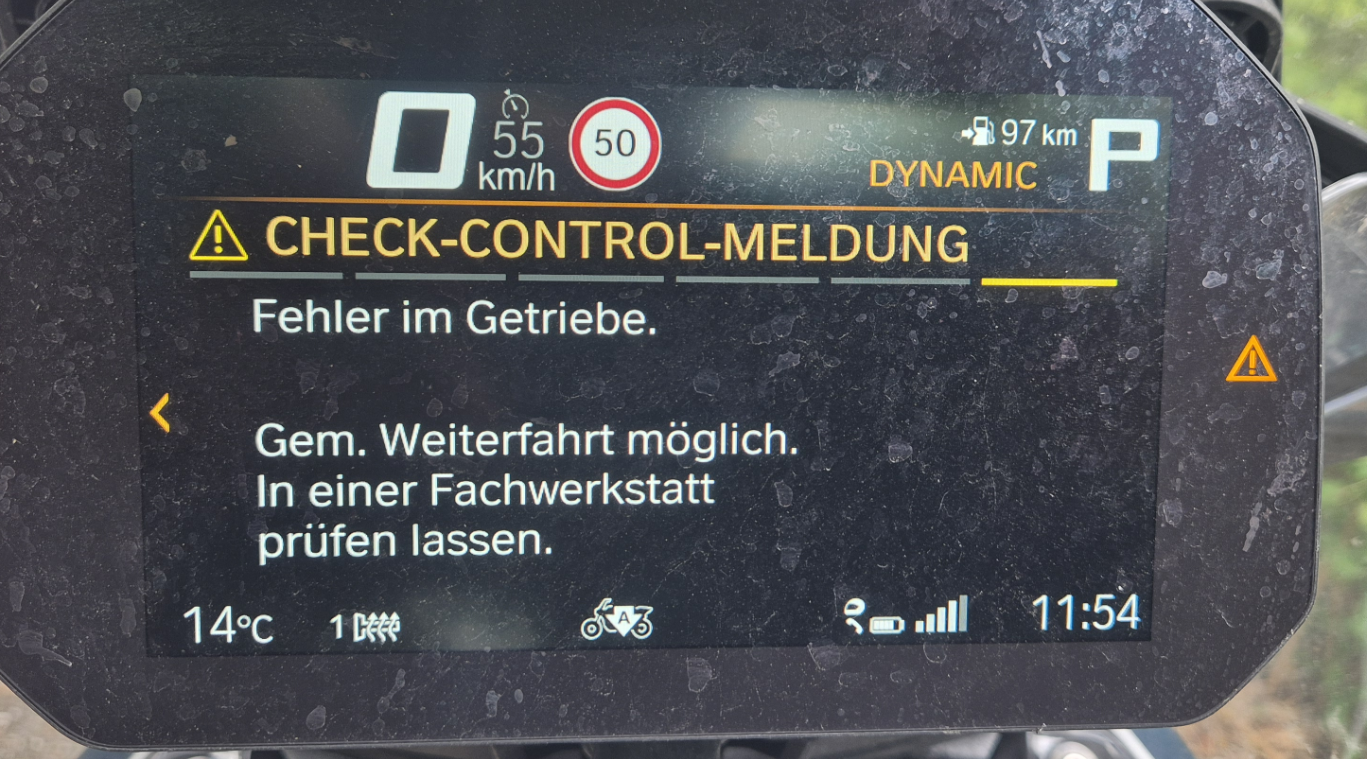 0 55 km/h 50 97 km P
DYNAMIC
CHECK-CONTROL-MELDUNG
Fehler im Getriebe.
Gem. Weiterfahrt möglich.
In einer Fachwerkstatt
prüfen lassen.
14°C 1 A 11:54